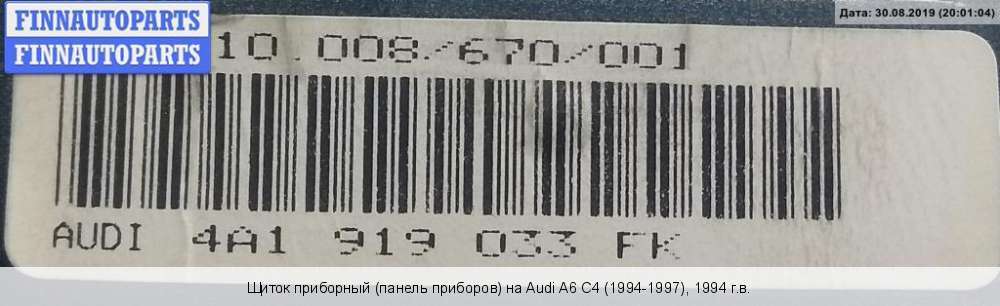 FINNAUTOPARTS
FINNAUTOPARTS
Дата: 30.08.2019 (20:01:04)
10.008/670/001
AUDI 4A1 919 033 FK
Щиток приборный (панель приборов) на Audi A6 C4 (1994-1997), 1994 г.в.